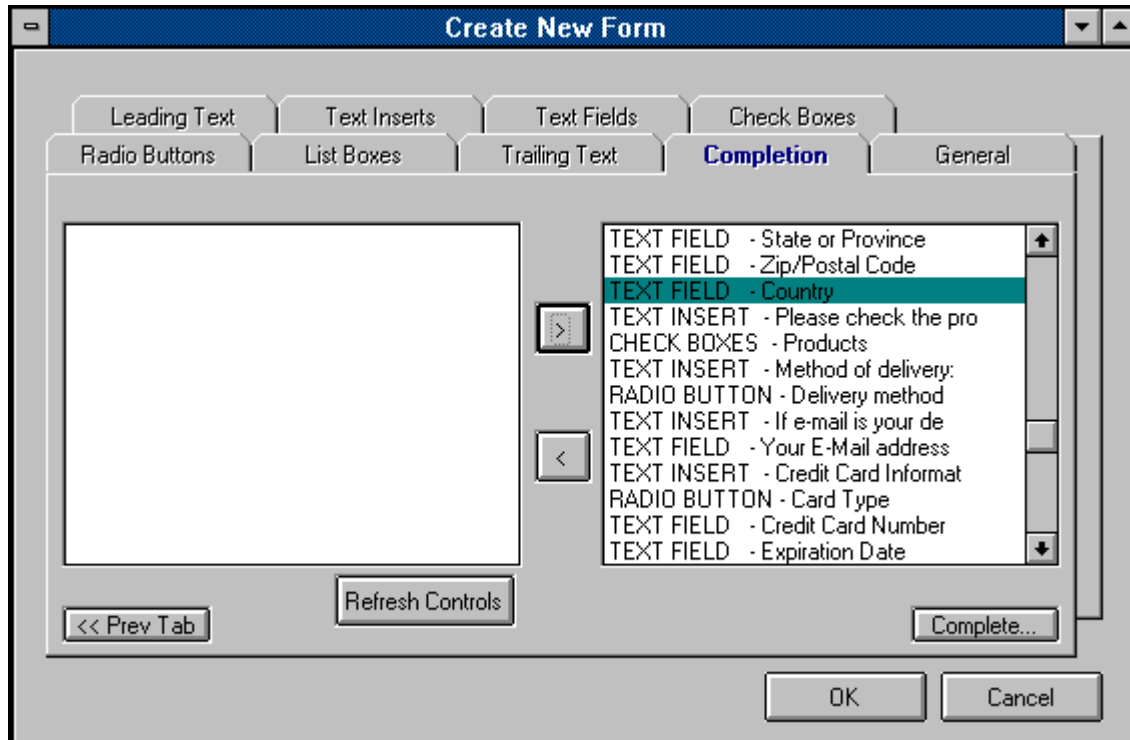 Create New Form
Leading Text
Text Inserts
Text Fields
Check Boxes
Radio Buttons
List Boxes
Trailing Text
Completion
General
TEXT FIELD - State or Province
TEXT FIELD - Zip/Postal Code
TEXT FIELD - Country
TEXT INSERT - Please check the pro
CHECK BOXES - Products
TEXT INSERT - Method of delivery:
RADIO BUTTON - Delivery method
TEXT INSERT - If e-mail is your de
TEXT FIELD - Your E-Mail address
TEXT INSERT - Credit Card Informat
RADIO BUTTON - Card Type
TEXT FIELD - Credit Card Number
TEXT FIELD - Expiration Date
>
<
Refresh Controls
<< Prev Tab
Complete...
OK
Cancel